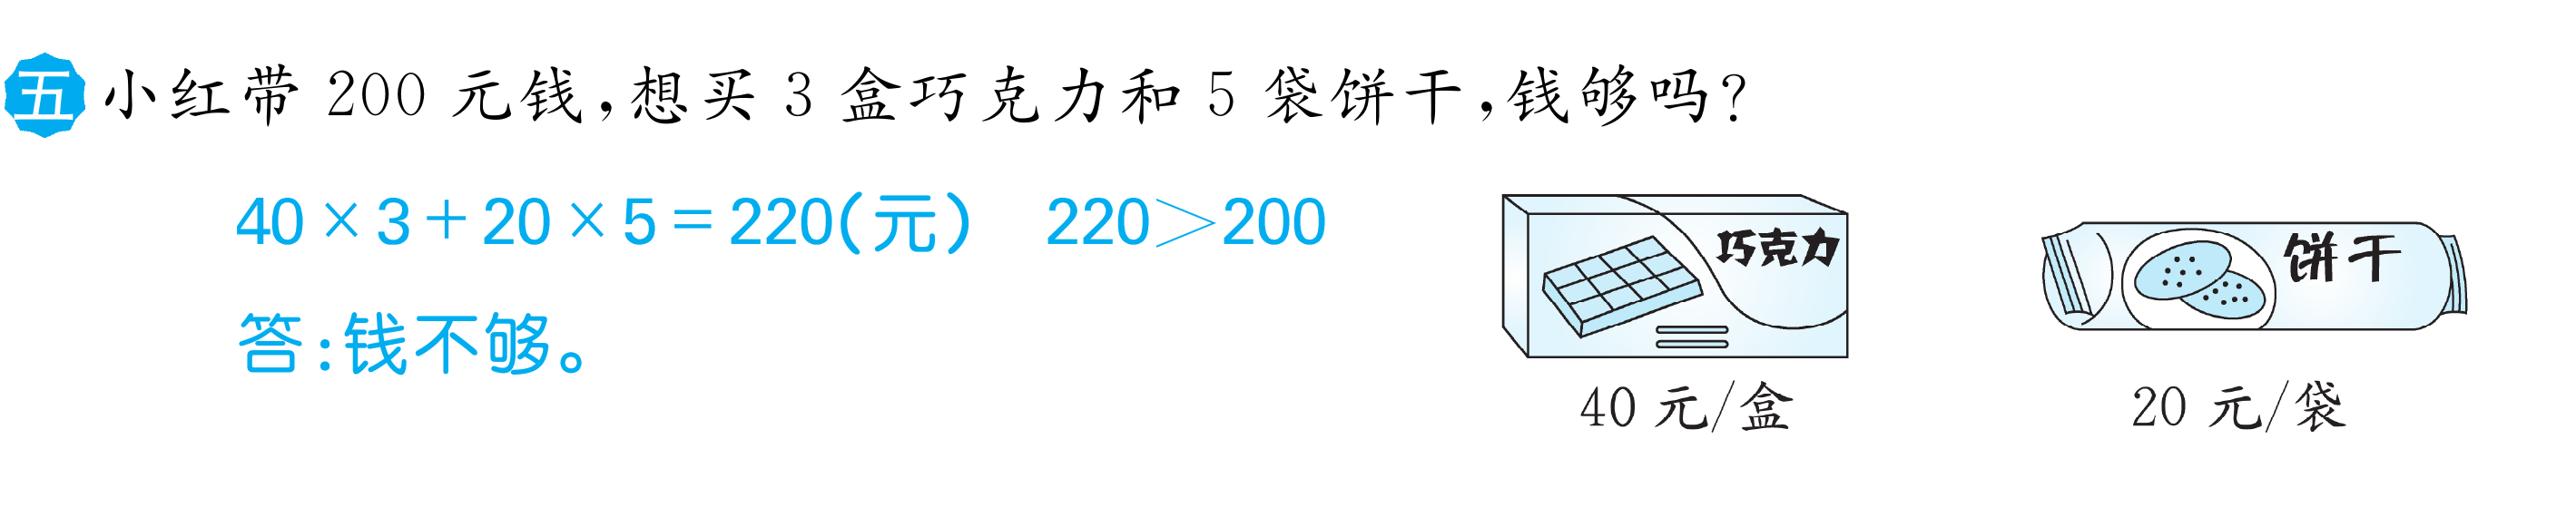 五 小红带 200 元钱,想买 3 盒巧克力和 5 袋饼干,钱够吗?
40×3+20×5=220(元) 220>200
答:钱不够。
巧克力
饼干
40 元/盒
20 元/袋